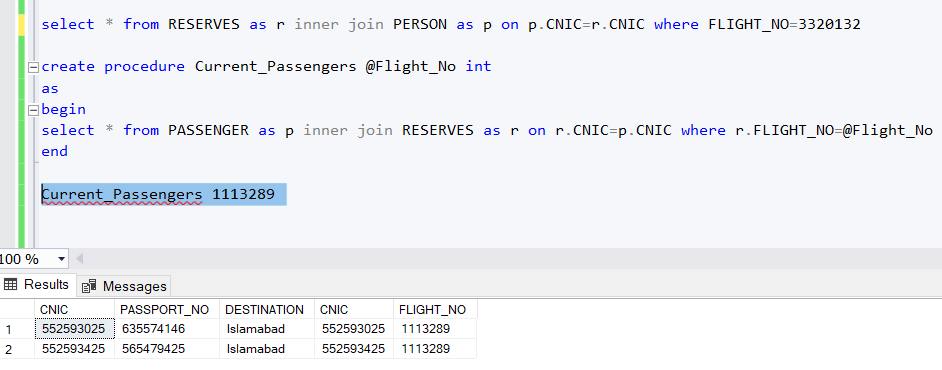 select * from RESERVES as r inner join PERSON as p on p.CNIC=r.CNIC where FLIGHT_NO=3320132
create procedure Current_Passengers @Flight_No int
as
begin
select * from PASSENGER as p inner join RESERVES as r on r.CNIC=p.CNIC where r.FLIGHT_NO=@Flight_No
end
Current_Passengers 1113289
100 %
Results Messages
CNIC PASSPORT_NO DESTINATION CNIC FLIGHT_NO
1 552593025 635574146 Islamabad 552593025 1113289
2 552593425 565479425 Islamabad 552593425 1113289